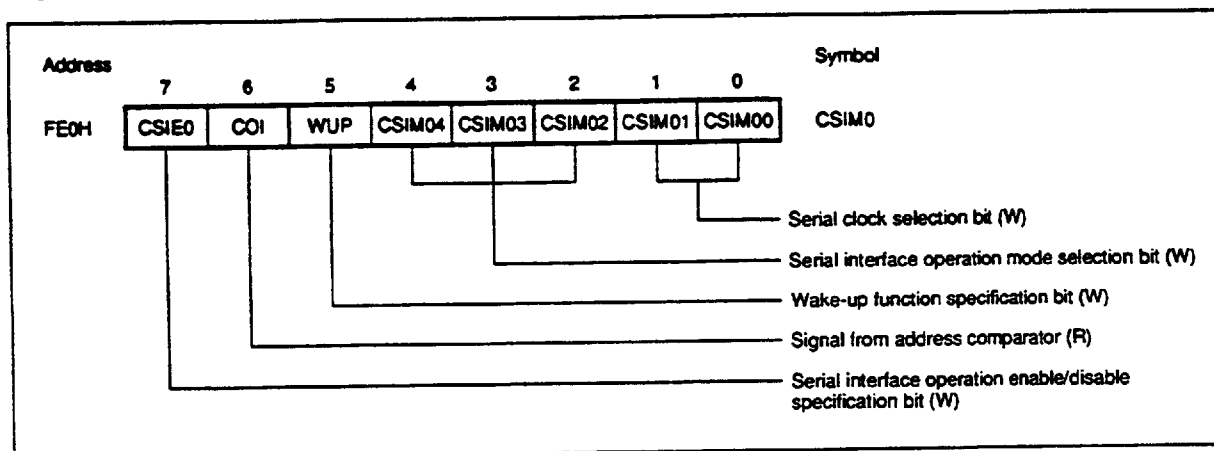 Address
Symbol
7 6 5 4 3 2 1 0
FE0H CSIE0 COI WUP CSIM04 CSIM03 CSIM02 CSIM01 CSIM00 CSIM0
Serial clock selection bit (W)
Serial interface operation mode selection bit (W)
Wake-up function specification bit (W)
Signal from address comparator (R)
Serial interface operation enable/disable
specification bit (W)